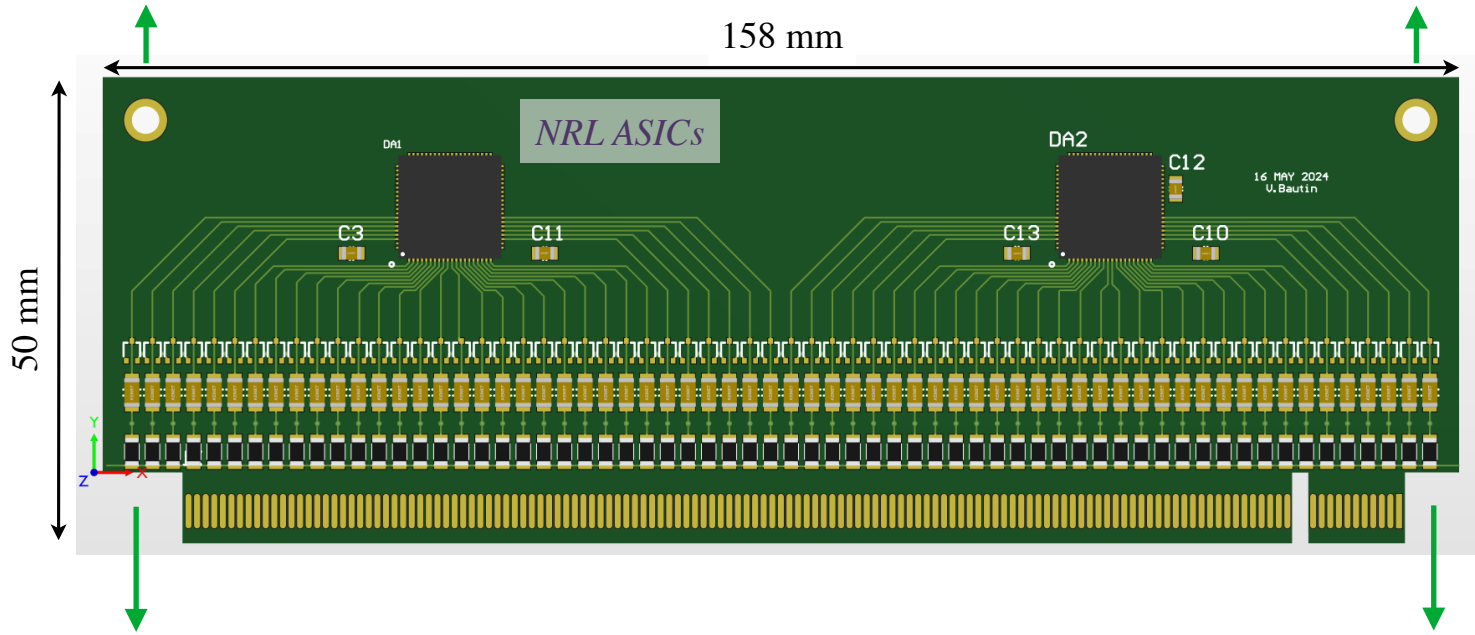 158 mm
NRL ASICs
DA1
DA2
C12
16 MAY 2024
V.Bautin
C3
C11
C13
C10
50 mm
Y
Z
X